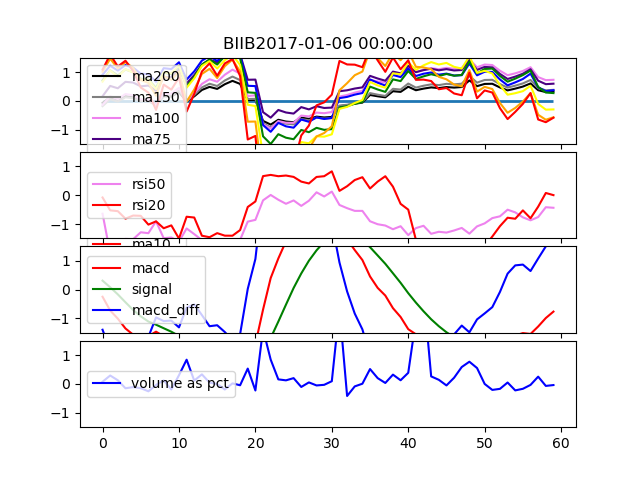 BIIB2017-01-06 00:00:00
1
0
−1
ma200
ma150
ma100
ma75
1
0
−1
rsi50
rsi20
ma10
1
0
−1
macd
signal
macd_diff
1
0
−1
volume as pct
0 10 20 30 40 50 60